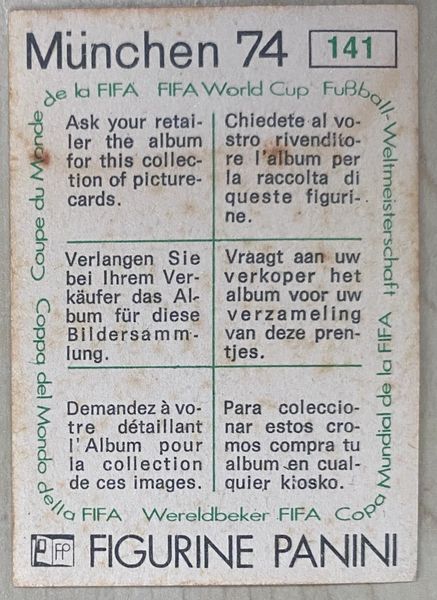 München 74 141
de la FIFA FIFA World Cup Fußball-Weltmeisterschaft
Ask your retai-
ler the album
for this collec-
tion of picture-
cards.
Chiedete al vo-
stro rivendito-
re l'album per
la raccolta di
queste figuri-
ne.
Verlangen Sie
bei Ihrem Ver-
käufer das Al-
bum für diese
Bildersamm-
lung.
Vraagt aan uw
verkoper het
album voor uw
verzameling
van deze pren-
tjes.
Demandez à vo-
tre détaillant
l'Album pour
la collection
de ces images.
Para coleccio-
nar estos cro-
mos compra tu
album en cual-
quier kiosko.
Copa Mundial de la FIFA
Wereldbeker FIFA
Coppa del Mondo della FIFA
Coupe du Monde
FP FIGURINE PANINI